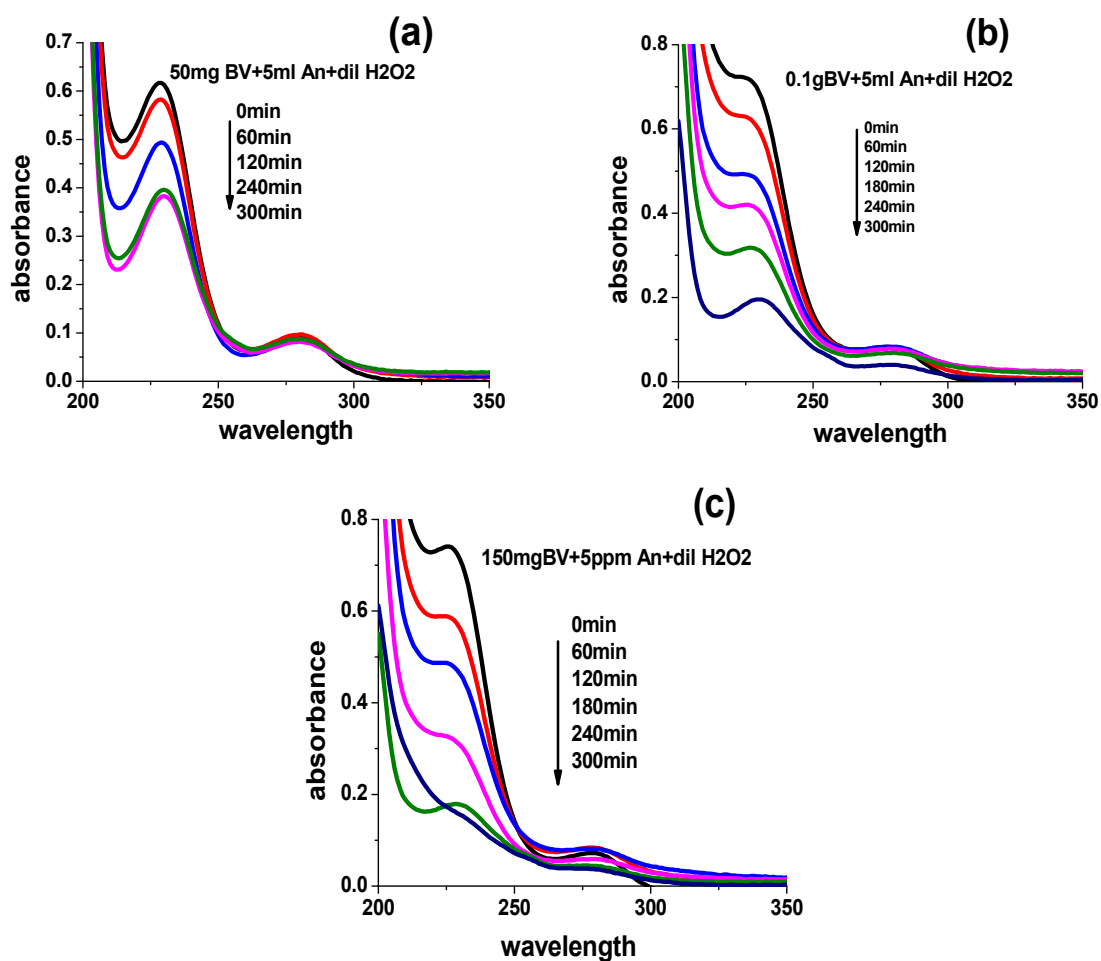 (a)
50mg BV+5ml An+dil H2O2
0min
60min
120min
240min
300min
absorbance
0.7
0.6
0.5
0.4
0.3
0.2
0.1
0.0
200
250
300
350
wavelength
(b)
0.1gBV+5ml An+dil H2O2
0min
60min
120min
180min
240min
300min
absorbance
0.8
0.6
0.4
0.2
0.0
200
250
300
350
wavelength
(c)
150mgBV+5ppm An+dil H2O2
0min
60min
120min
180min
240min
300min
absorbance
0.8
0.6
0.4
0.2
0.0
200
250
300
350
wavelength